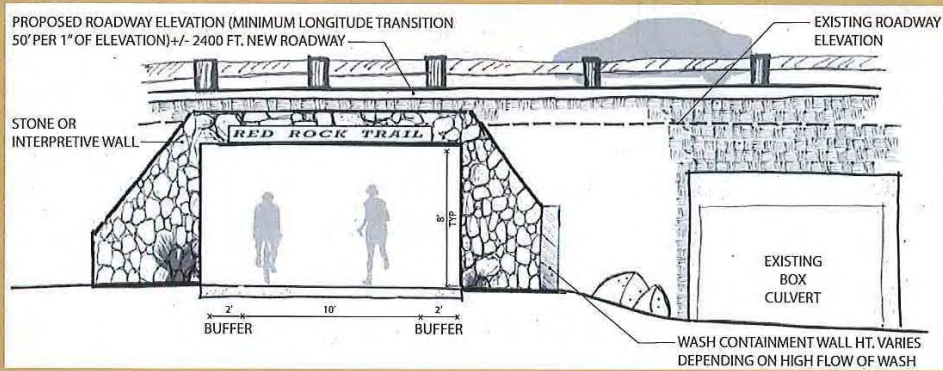 PROPOSED ROADWAY ELEVATION (MINIMUM LONGITUDE TRANSITION
50' PER 1" OF ELEVATION)+/- 2400 FT. NEW ROADWAY
EXISTING ROADWAY
ELEVATION
STONE OR
INTERPRETIVE WALL
RED ROCK TRAIL
8'
TYP
EXISTING
BOX
CULVERT
2'
10'
2'
BUFFER
BUFFER
WASH CONTAINMENT WALL HT. VARIES
DEPENDING ON HIGH FLOW OF WASH